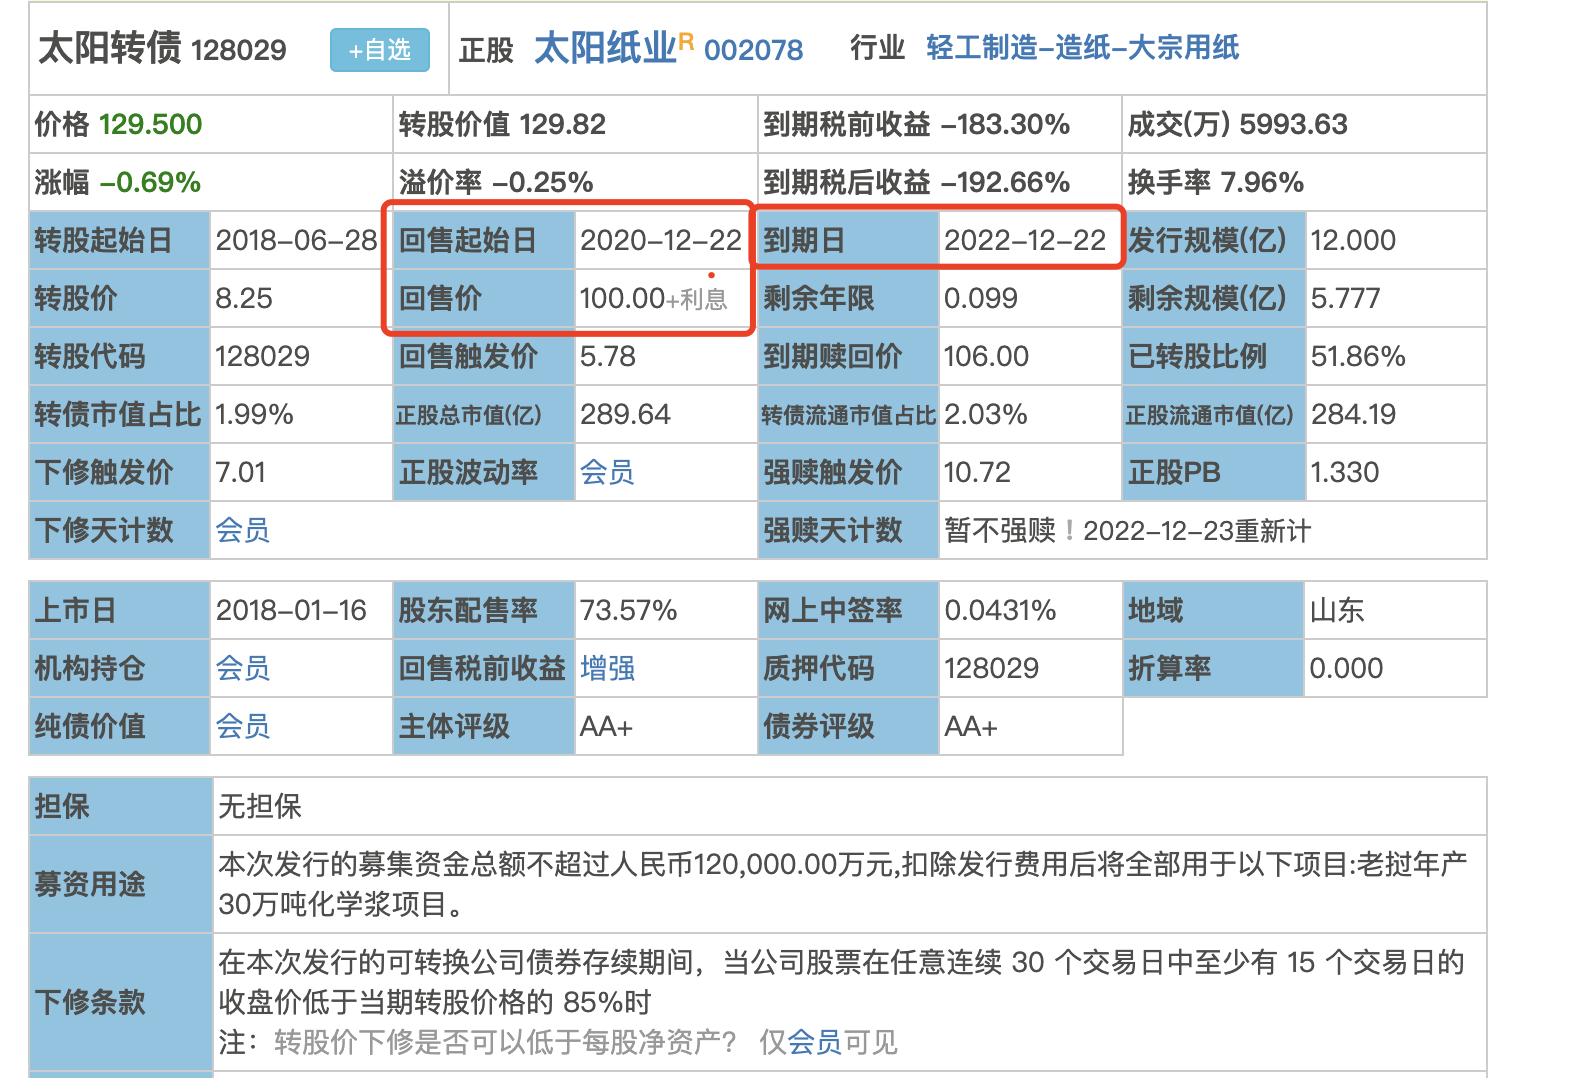 太阳转债 128029 +自选 正股 太阳纸业R 002078 行业 轻工制造-造纸-大宗用纸
价格 129.500 转股价值 129.82 到期税前收益 -183.30% 成交(万) 5993.63
涨幅 -0.69% 溢价率 -0.25% 到期税后收益 -192.66% 换手率 7.96%
转股起始日 2018-06-28 回售起始日 2020-12-22 到期日 2022-12-22 发行规模(亿) 12.000
转股价 8.25 回售价 100.00+利息 剩余年限 0.099 剩余规模(亿) 5.777
转股代码 128029 回售触发价 5.78 到期赎回价 106.00 已转股比例 51.86%
转债市值占比 1.99% 正股总市值(亿) 289.64 转债流通市值占比 2.03% 正股流通市值(亿) 284.19
下修触发价 7.01 正股波动率 会员 强赎触发价 10.72 正股PB 1.330
下修天计数 会员 强赎天计数 暂不强赎！2022-12-23重新计
上市日 2018-01-16 股东配售率 73.57% 网上中签率 0.0431% 地域 山东
机构持仓 会员 回售税前收益 增强 质押代码 128029 折算率 0.000
纯债价值 会员 主体评级 AA+ 债券评级 AA+
担保 无担保
募资用途 本次发行的募集资金总额不超过人民币120,000.00万元,扣除发行费用后将全部用于以下项目:老挝年产
30万吨化学浆项目。
下修条款 在本次发行的可转换公司债券存续期间，当公司股票在任意连续 30 个交易日中至少有 15 个交易日的
收盘价低于当期转股价格的 85%时
注：转股价下修是否可以低于每股净资产？ 仅会员可见